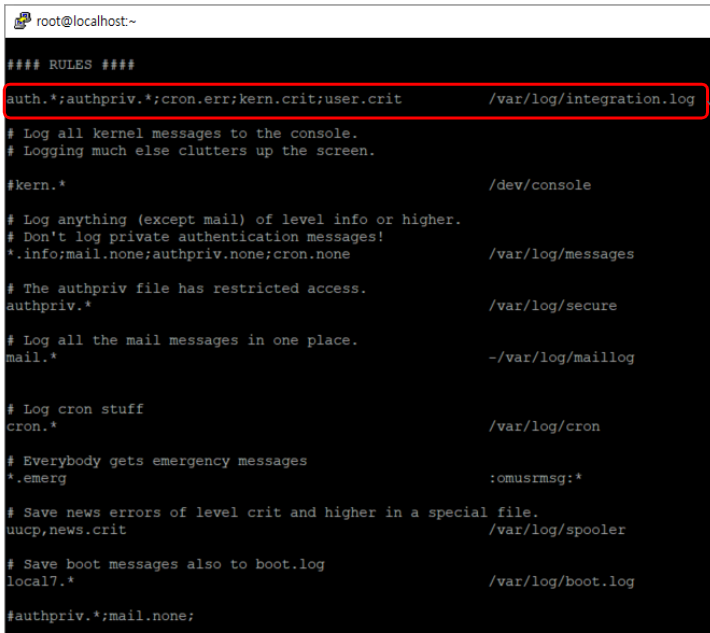 root@localhost:~
#### RULES ####
auth.*;authpriv.*;cron.err;kern.crit;user.crit /var/log/integration.log
# Log all kernel messages to the console.
# Logging much else clutters up the screen.
#kern.* /dev/console
# Log anything (except mail) of level info or higher.
# Don't log private authentication messages!
*.info;mail.none;authpriv.none;cron.none /var/log/messages
# The authpriv file has restricted access.
authpriv.* /var/log/secure
# Log all the mail messages in one place.
mail.* -/var/log/maillog
# Log cron stuff
cron.* /var/log/cron
# Everybody gets emergency messages
*.emerg :omusrmsg:*
# Save news errors of level crit and higher in a special file.
uucp,news.crit /var/log/spooler
# Save boot messages also to boot.log
local7.* /var/log/boot.log
#authpriv.*;mail.none;